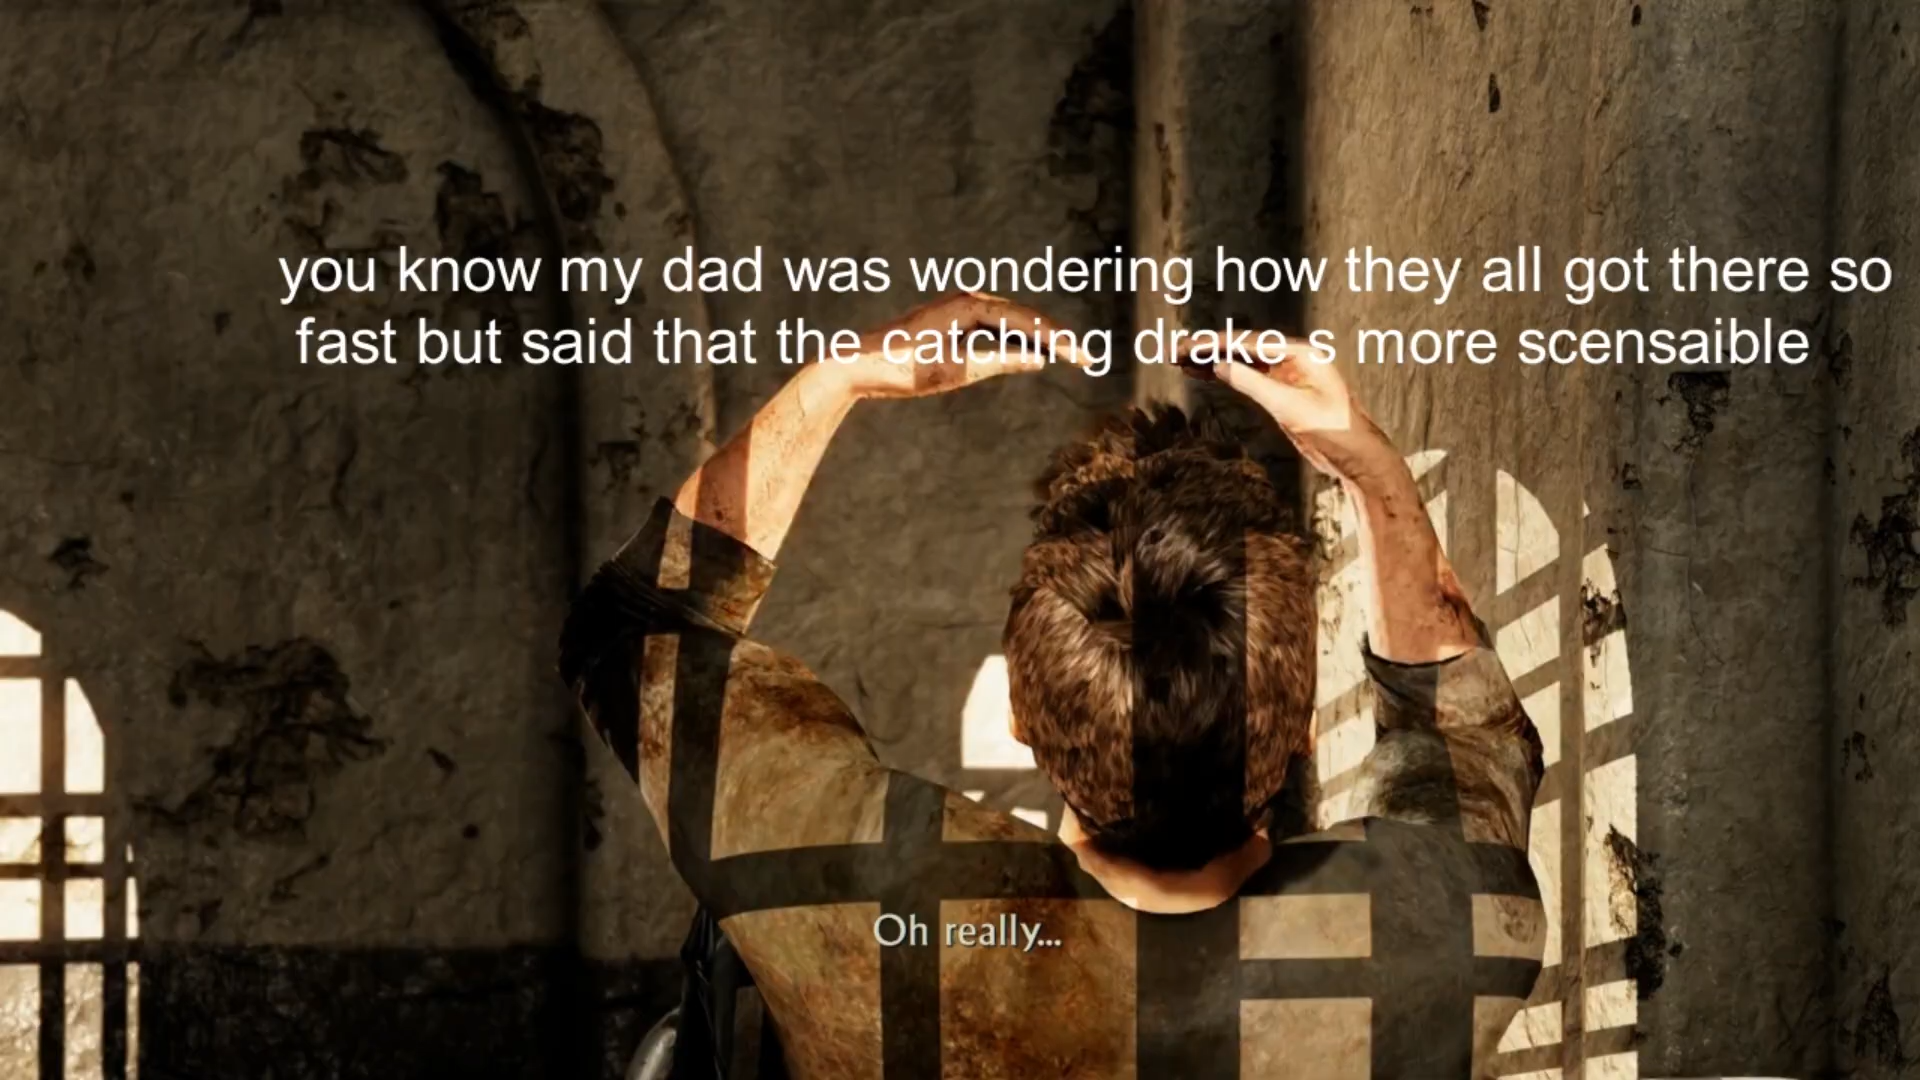 you know my dad was wondering how they all got there so
fast but said that the catching drake s more scensaible
Oh really...